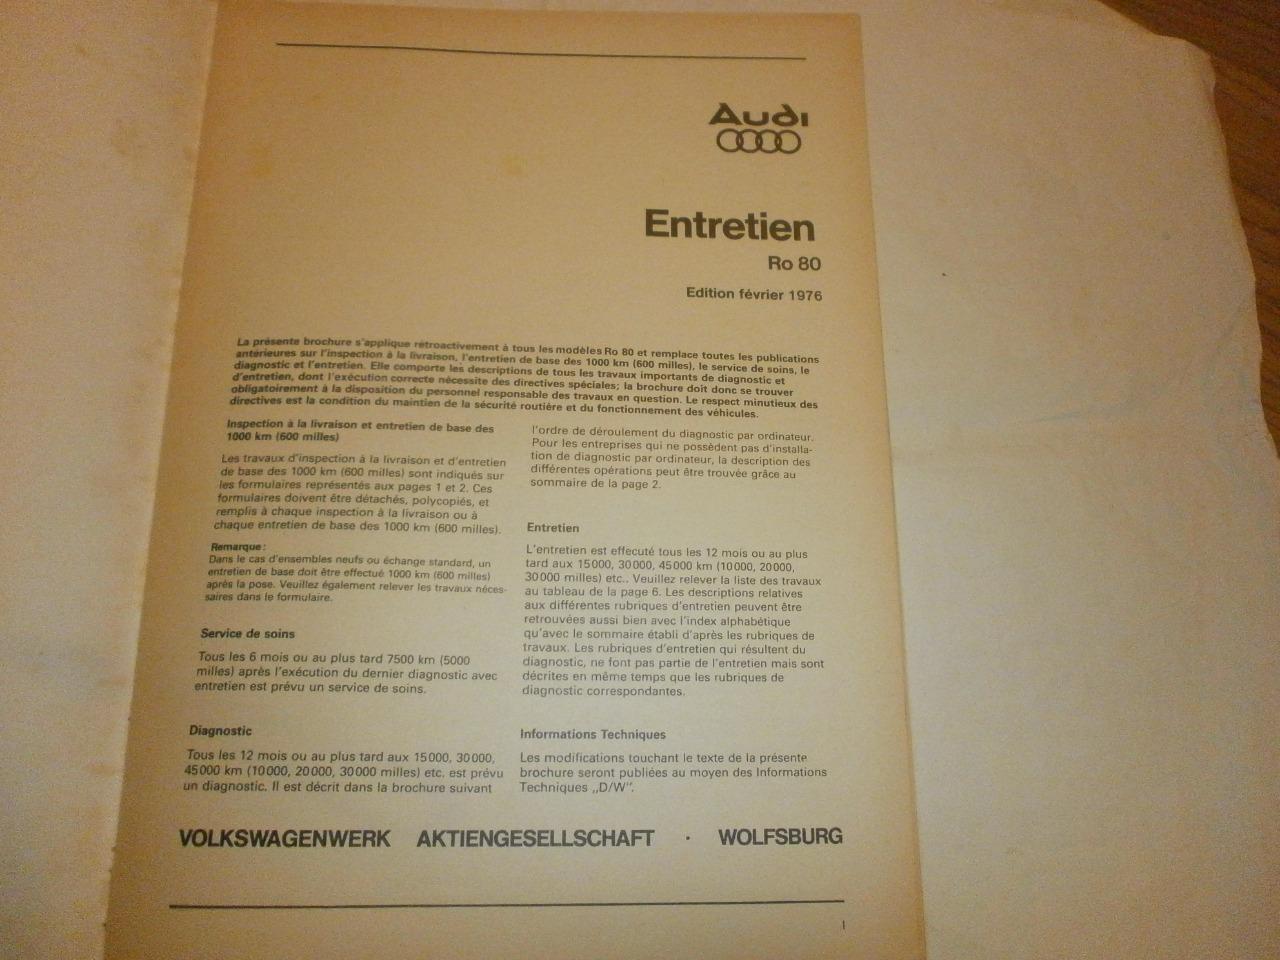 Audi
Entretien
Ro 80
Edition février 1976
La présente brochure s'applique rétroactivement à tous les modèles Ro 80 et remplace toutes les publications
antérieures sur l'inspection à la livraison, l'entretien de base des 1000 km (600 milles), le service de soins, le
diagnostic et l'entretien. Elle comporte les descriptions de tous les travaux importants de diagnostic et
d'entretien, dont l'exécution correcte nécessite des directives spéciales; la brochure doit donc se trouver
obligatoirement à la disposition du personnel responsable des travaux en question. Le respect minutieux des
directives est la condition du maintien de la sécurité routière et du fonctionnement des véhicules.
Inspection à la livraison et entretien de base des
1000 km (600 milles)
Les travaux d'inspection à la livraison et d'entretien
de base des 1000 km (600 milles) sont indiqués sur
les formulaires représentés aux pages 1 et 2. Ces
formulaires doivent être détachés, polycopiés, et
remplis à chaque inspection à la livraison ou à
chaque entretien de base des 1000 km (600 milles).
Remarque:
Dans le cas d'ensembles neufs ou échange standard, un
entretien de base doit être effectué 1000 km (600 milles)
après la pose. Veuillez également relever les travaux néces-
saires dans le formulaire.
Service de soins
Tous les 6 mois ou au plus tard 7500 km (5000
milles) après l'exécution du dernier diagnostic avec
entretien est prévu un service de soins.
Diagnostic
Tous les 12 mois ou au plus tard aux 15000, 30000,
45000 km (10000, 20000, 30000 milles) etc. est prévu
un diagnostic. Il est décrit dans la brochure suivant
l'ordre de déroulement du diagnostic par ordinateur.
Pour les entreprises qui ne possèdent pas d'installa-
tion de diagnostic par ordinateur, la description des
différentes opérations peut être trouvée grâce au
sommaire de la page 2.
Entretien
L'entretien est effecuté tous les 12 mois ou au plus
tard aux 15000, 30000, 45000 km (10000, 20000,
30000 milles) etc.. Veuillez relever la liste des travaux
au tableau de la page 6. Les descriptions relatives
aux différentes rubriques d'entretien peuvent être
retrouvées aussi bien avec l'index alphabétique
qu'avec le sommaire établi d'après les rubriques de
travaux. Les rubriques d'entretien qui résultent du
diagnostic, ne font pas partie de l'entretien mais sont
décrites en même temps que les rubriques de
diagnostic correspondantes.
Informations Techniques
Les modifications touchant le texte de la présente
brochure seront publiées au moyen des Informations
Techniques „D/W".
VOLKSWAGENWERK AKTIENGESELLSCHAFT · WOLFSBURG
I